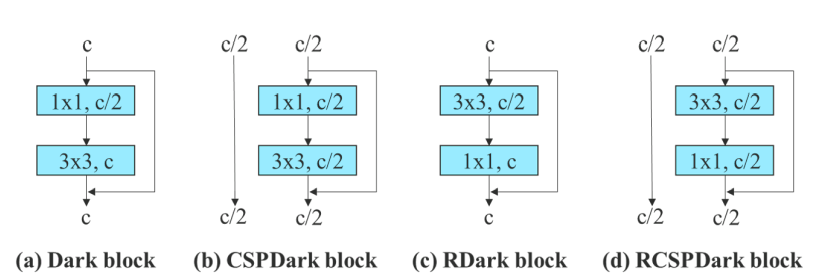 c c/2 c/2 c c/2 c/2
1x1, c/2 1x1, c/2 3x3, c/2 3x3, c/2
3x3, c 3x3, c/2 1x1, c 1x1, c/2
c c/2 c/2 c c/2 c/2
(a) Dark block (b) CSPDark block (c) RDark block (d) RCSPDark block